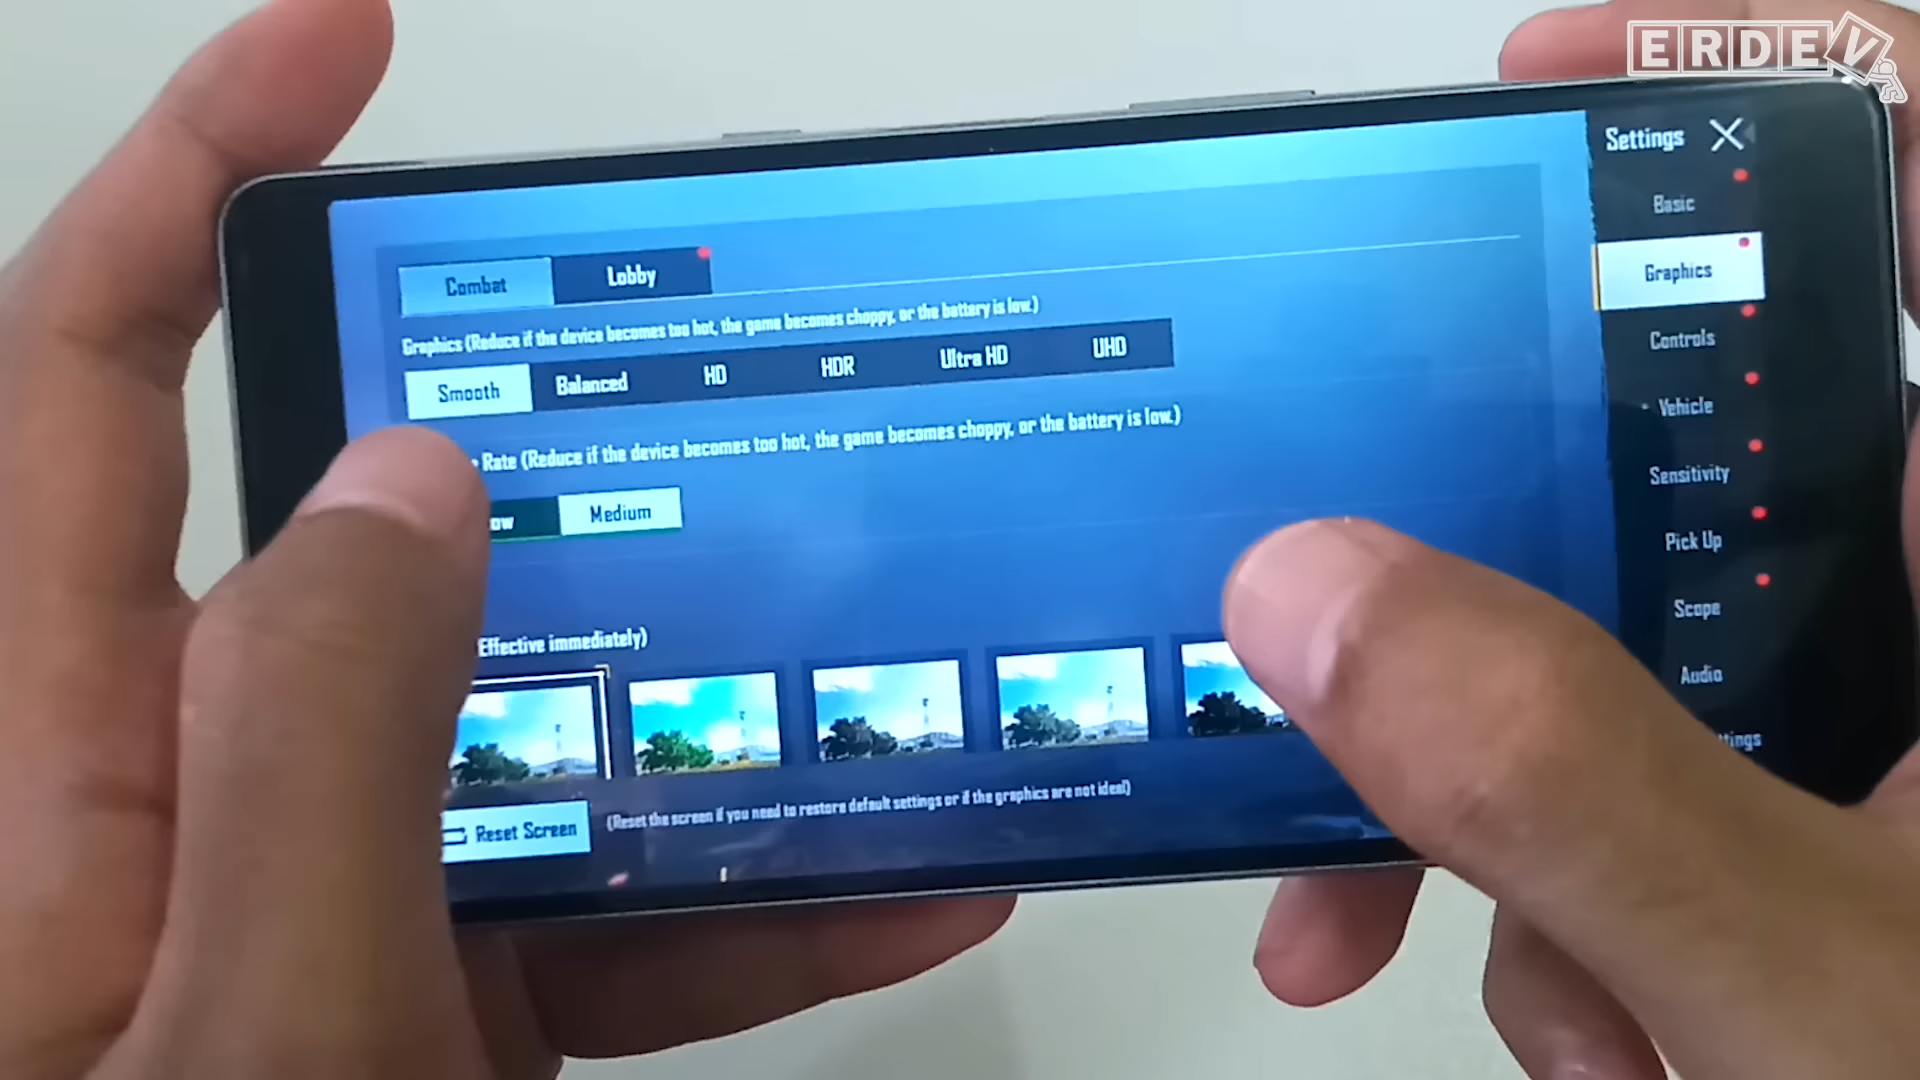 ERDEV
Settings
Basic
Graphics
Controls
Vehicle
Sensitivity
Pick Up
Scope
Audio
Combat
Lobby
Graphics (Reduce if the device becomes too hot, the game becomes choppy, or the battery is low.)
Smooth Balanced HD HDR Ultra HD UHD
Rate (Reduce if the device becomes too hot, the game becomes choppy, or the battery is low.)
Medium
Effective immediately)
Reset Screen
(Reset the screen if you need to restore default settings or if the graphics are not ideal)